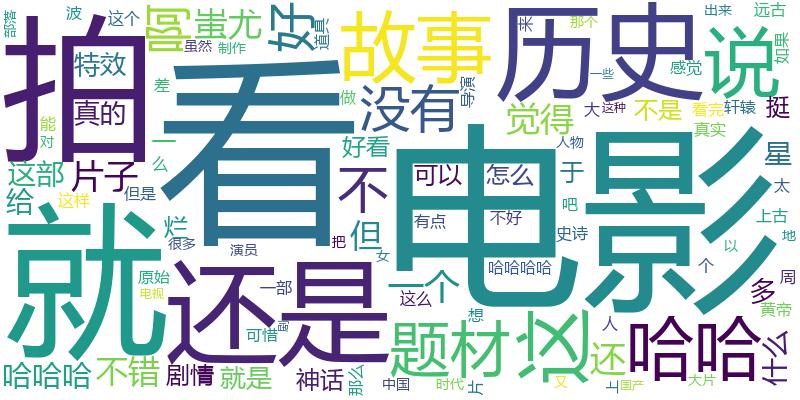 部落
波
这个
啊
蚩尤
好
道具
虽然
制作
特效
真的
拍
差
看
故事
做
没有
导演
历史
来
那个
出来
远古
一些
感觉
说
如果
大
这种
看完
轩辕
不是
觉得
真实
挺
能
对
一
么
好看
人物
这部
片子
给
这样
但是
烂
不
但
可以
怎么
于
星
太
有点
不好
吧
上古
地
史诗
电影
就
很多
演员
把
女
以
还是
哈哈哈哈
原始
电视
一部
一个
这么
个
多
周
黄帝
可惜
国
想
题材
这
人
还
哈哈
什么
哈哈哈
不错
剧情
就是
神话
那么
中国
时代
片
又
上
国产
大片